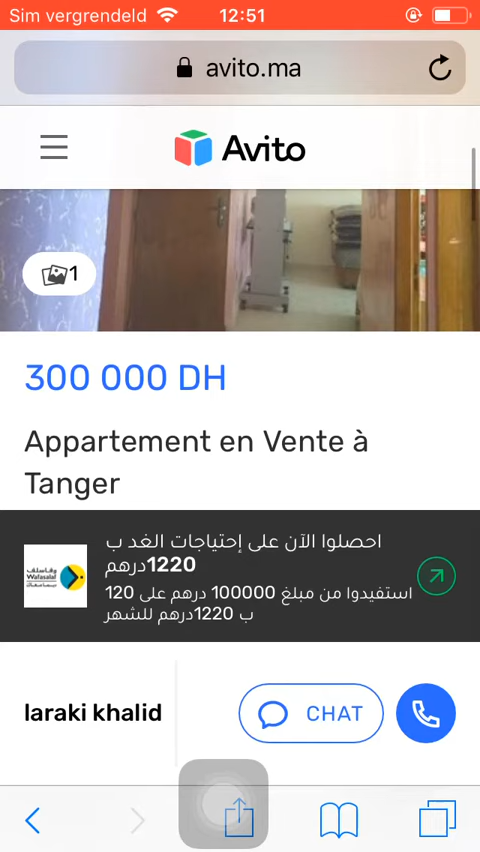 Sim vergrendeld 12:51
avito.ma
Avito
1
300 000 DH
Appartement en Vente à
Tanger
احصلوا الآن على إحتياجات الغد ب
1220درهم
وفاسلف
Wafasalaf
استفيدوا من مبلغ 100000 درهم على 120
ب 1220درهم للشهر
laraki khalid
CHAT